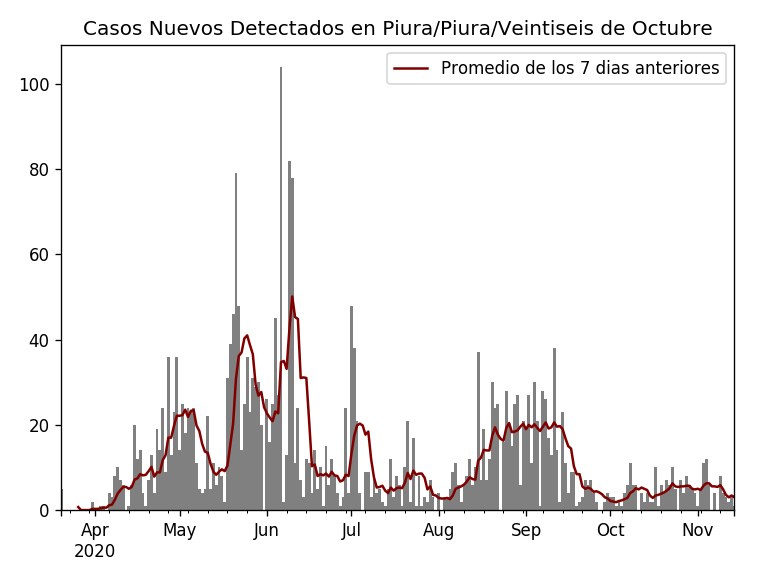 Casos Nuevos Detectados en Piura/Piura/Veintiseis de Octubre
Promedio de los 7 dias anteriores
100
80
60
40
20
0
Apr May Jun Jul Aug Sep Oct Nov
2020